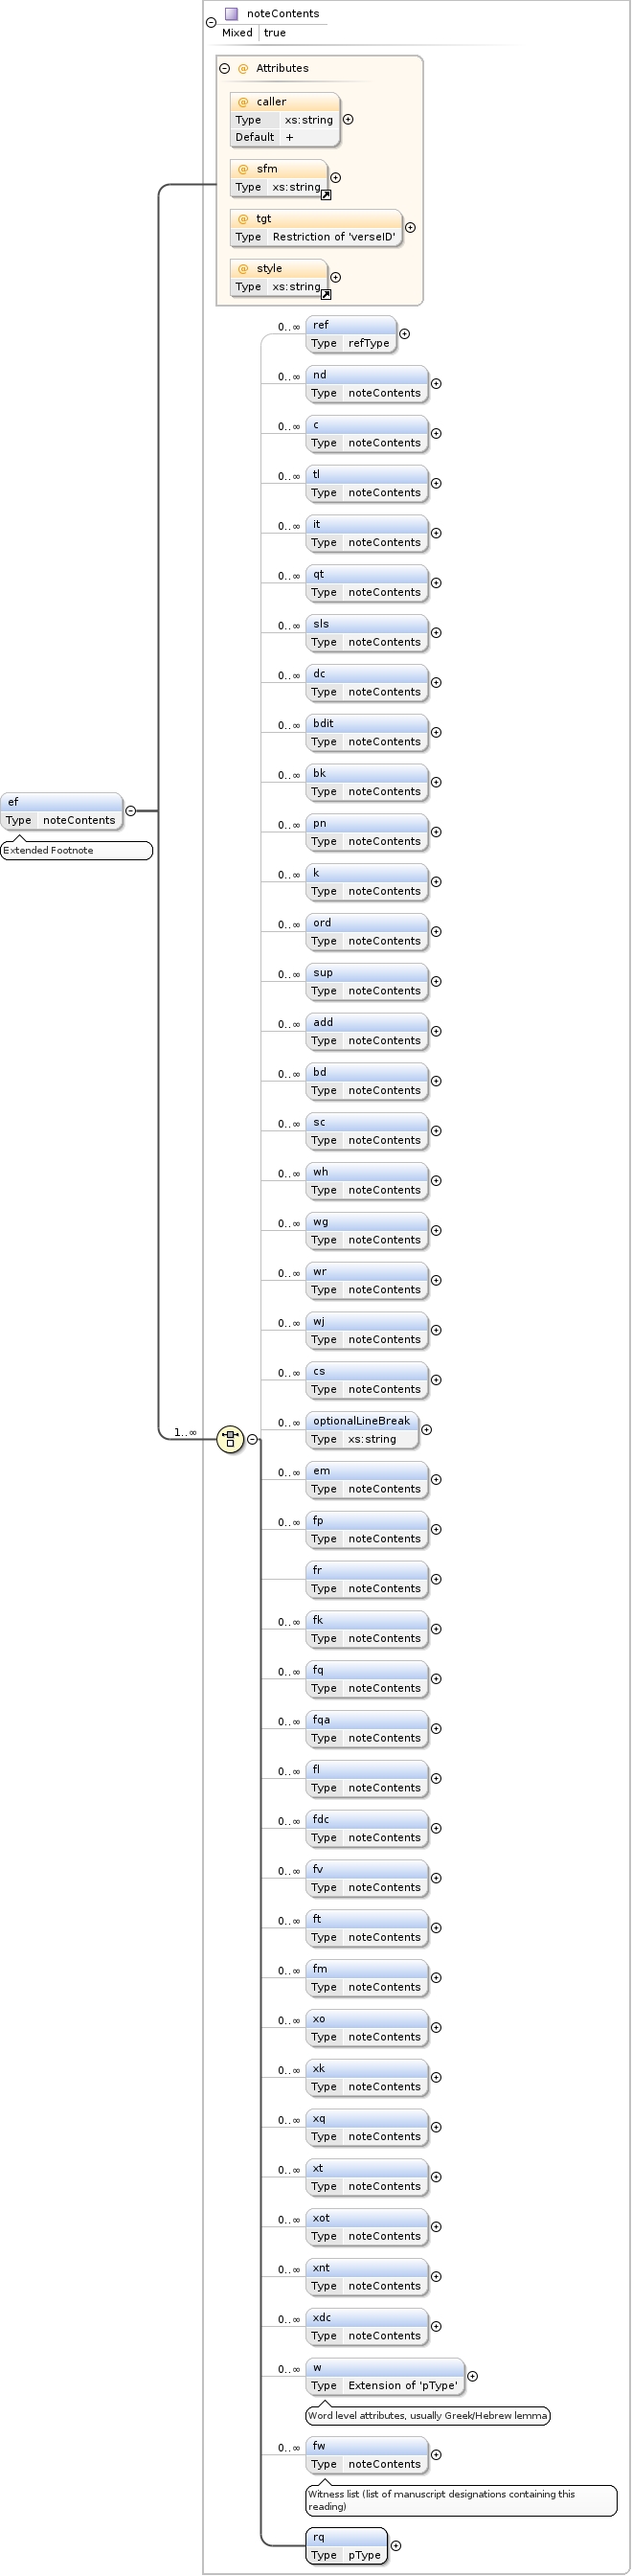 noteContents
Mixed true
@ Attributes
@ caller
Type xs:string
Default +
@ sfm
Type xs:string
@ tgt
Type Restriction of 'verseID'
@ style
Type xs:string
0..∞ ref
Type refType
0..∞ nd
Type noteContents
0..∞ c
Type noteContents
0..∞ tl
Type noteContents
0..∞ it
Type noteContents
0..∞ qt
Type noteContents
0..∞ sls
Type noteContents
0..∞ dc
Type noteContents
0..∞ bdit
Type noteContents
0..∞ bk
Type noteContents
ef
Type noteContents
Extended Footnote
0..∞ pn
Type noteContents
0..∞ k
Type noteContents
0..∞ ord
Type noteContents
0..∞ sup
Type noteContents
0..∞ add
Type noteContents
0..∞ bd
Type noteContents
0..∞ sc
Type noteContents
0..∞ wh
Type noteContents
0..∞ wg
Type noteContents
0..∞ wr
Type noteContents
0..∞ wj
Type noteContents
0..∞ cs
Type noteContents
1..∞
0..∞ optionalLineBreak
Type xs:string
0..∞ em
Type noteContents
0..∞ fp
Type noteContents
fr
Type noteContents
0..∞ fk
Type noteContents
0..∞ fq
Type noteContents
0..∞ fqa
Type noteContents
0..∞ fl
Type noteContents
0..∞ fdc
Type noteContents
0..∞ fv
Type noteContents
0..∞ ft
Type noteContents
0..∞ fm
Type noteContents
0..∞ xo
Type noteContents
0..∞ xk
Type noteContents
0..∞ xq
Type noteContents
0..∞ xt
Type noteContents
0..∞ xot
Type noteContents
0..∞ xnt
Type noteContents
0..∞ xdc
Type noteContents
0..∞ w
Type Extension of 'pType'
Word level attributes, usually Greek/Hebrew lemma
0..∞ fw
Type noteContents
Witness list (list of manuscript designations containing this
reading)
rq
Type pType